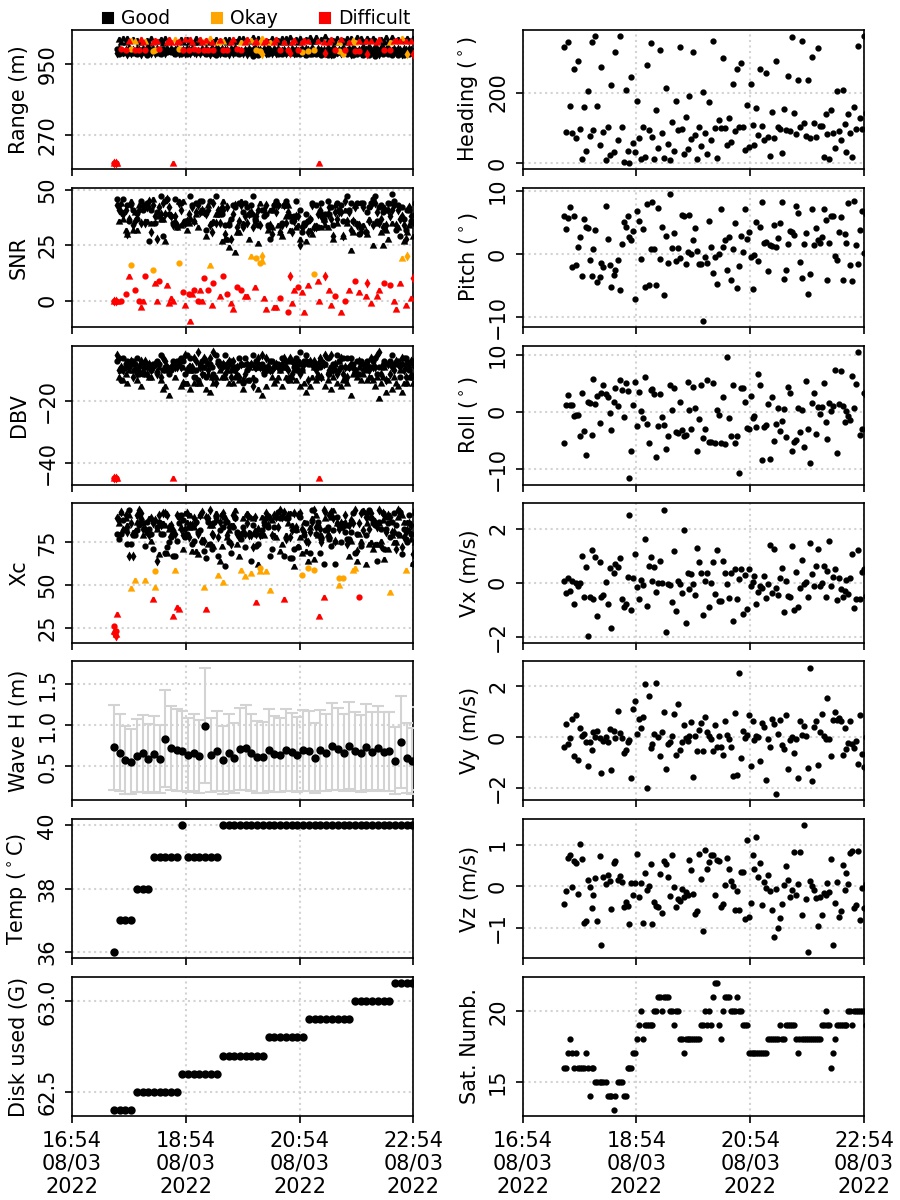 Good Okay Difficult
Range (m)
950
270
Heading (°)
200
0
SNR
50
25
0
Pitch (°)
10
0
−10
DBV
−20
−40
Roll (°)
10
0
−10
Xc
75
50
25
Vx (m/s)
2
0
−2
Wave H (m)
1.5
1.0
0.5
Vy (m/s)
2
0
−2
Temp (°C)
40
38
36
Vz (m/s)
1
0
−1
Disk used (G)
63.0
62.5
Sat. Numb.
20
15
16:54 18:54 20:54 22:54 16:54 18:54 20:54 22:54
08/03 08/03 08/03 08/03 08/03 08/03 08/03 08/03
2022 2022 2022 2022 2022 2022 2022 2022